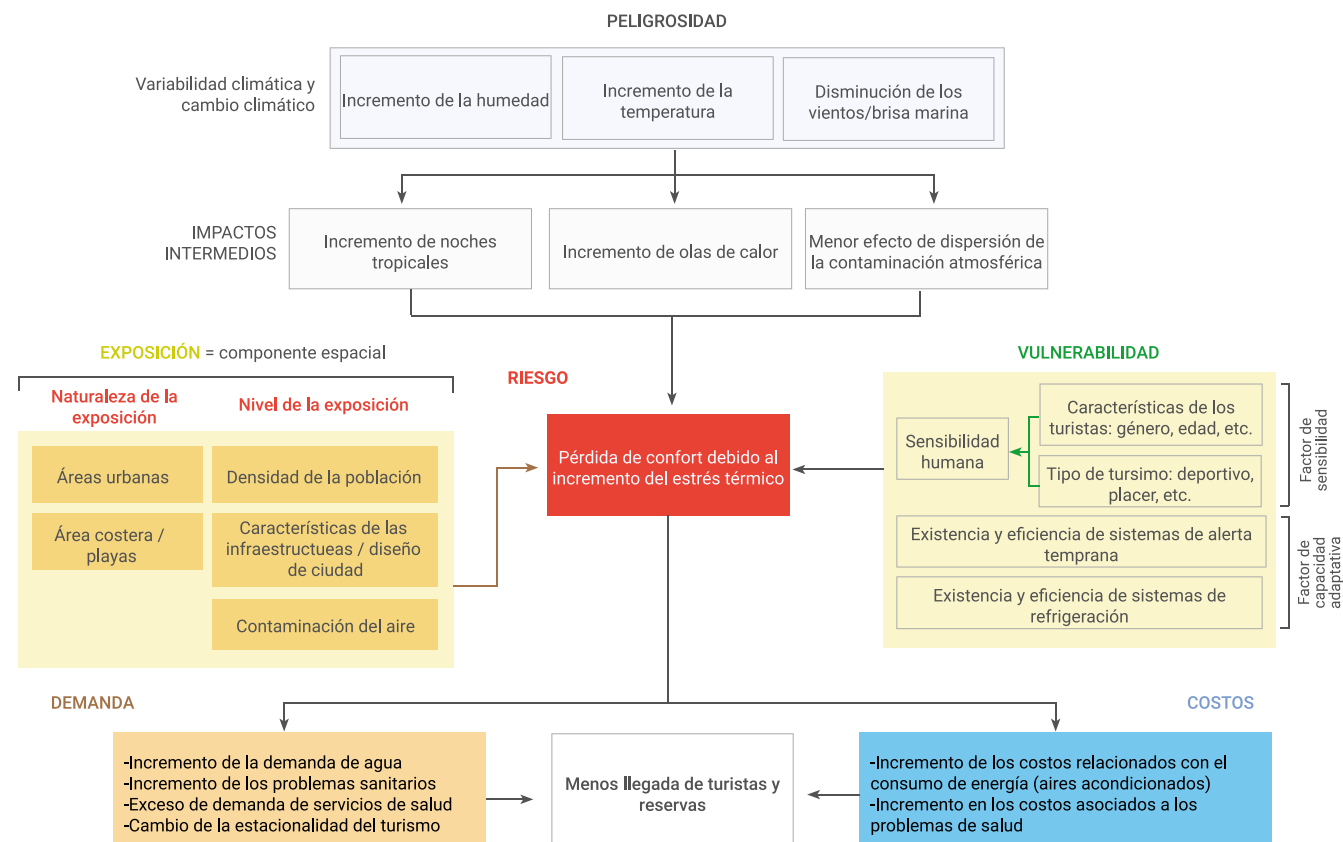 PELIGROSIDAD
Variabilidad climática y
cambio climático
Incremento de la humedad
Incremento de la
temperatura
Disminución de los
vientos/brisa marina
IMPACTOS
INTERMEDIOS
Incremento de noches
tropicales
Incremento de olas de calor
Menor efecto de dispersión de
la contaminación atmosférica
EXPOSICIÓN = componente espacial
Naturaleza de la
exposición
Nivel de la exposición
Áreas urbanas
Área costera /
playas
Densidad de la población
Características de las
infraestructueas / diseño
de ciudad
Contaminación del aire
RIESGO
Pérdida de confort debido al
incremento del estrés térmico
VULNERABILIDAD
Sensibilidad
humana
Características de los
turistas: género, edad, etc.
Tipo de tursimo: deportivo,
placer, etc.
Factor de
sensibilidad
Existencia y eficiencia de sistemas de alerta
temprana
Existencia y eficiencia de sistemas de
refrigeración
Factor de
capacidad
adaptativa
DEMANDA
-Incremento de la demanda de agua
-Incremento de los problemas sanitarios
-Exceso de demanda de servicios de salud
-Cambio de la estacionalidad del turismo
Menos llegada de turistas y
reservas
COSTOS
-Incremento de los costos relacionados con el
consumo de energía (aires acondicionados)
-Incremento en los costos asociados a los
problemas de salud